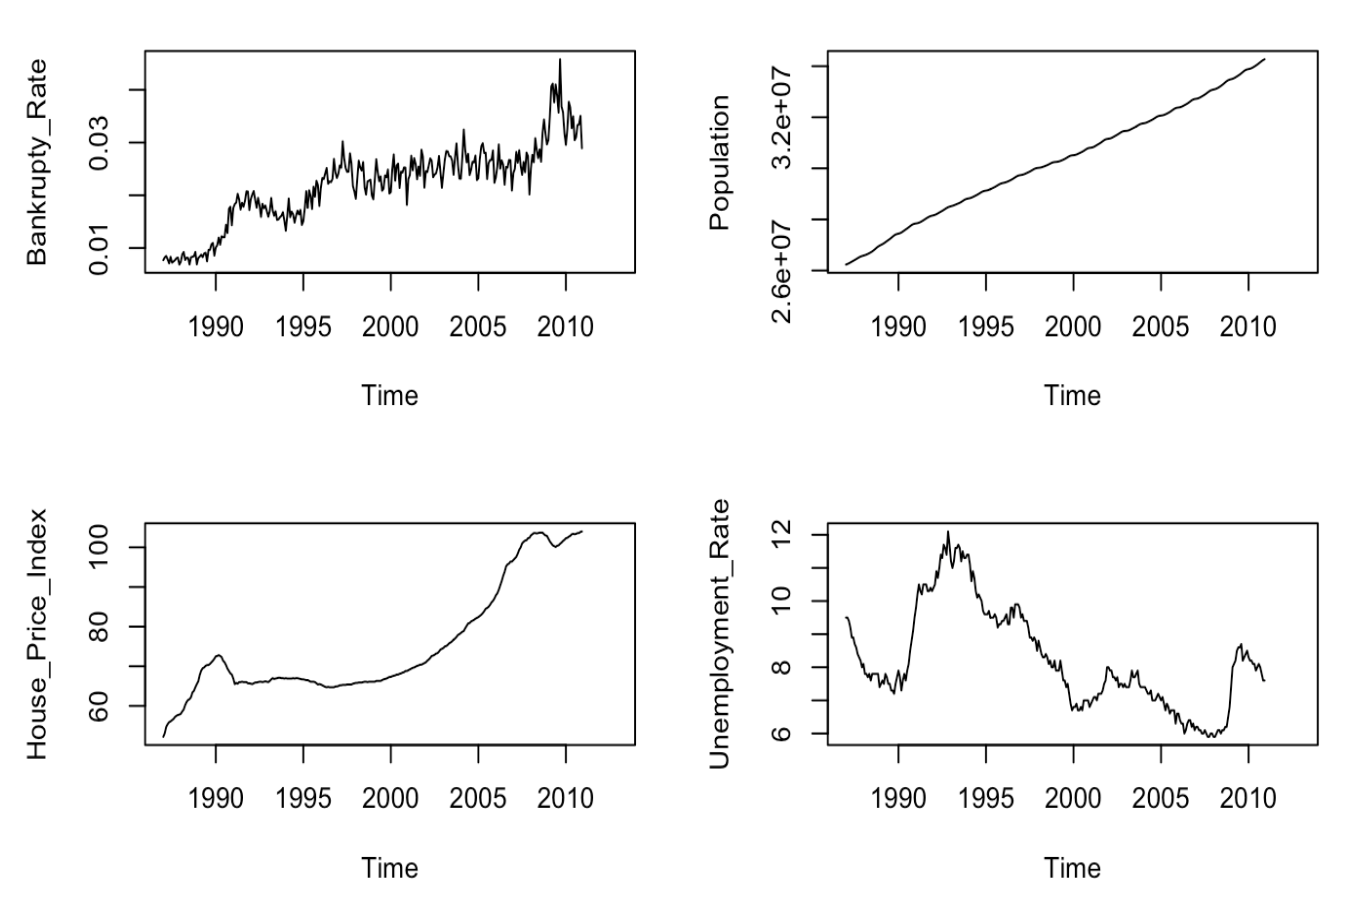 Bankrupty_Rate
0.03
0.01
1990 1995 2000 2005 2010
Time
Population
3.2e+07
2.6e+07
1990 1995 2000 2005 2010
Time
House_Price_Index
100
80
60
1990 1995 2000 2005 2010
Time
Unemployment_Rate
12
10
8
6
1990 1995 2000 2005 2010
Time